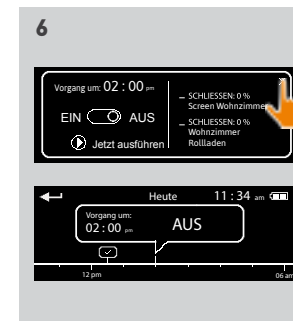 6
Vorgang um: 02 : 00 pm
EIN AUS
Jetzt ausführen
_ SCHLIESSEN: 0 %
Screen Wohnzimmer
_ SCHLIESSEN: 0 %
Wohnzimmer
Rollladen
Heute 11 : 34 am
Vorgang um:
02 : 00 pm AUS
12 pm 06 am